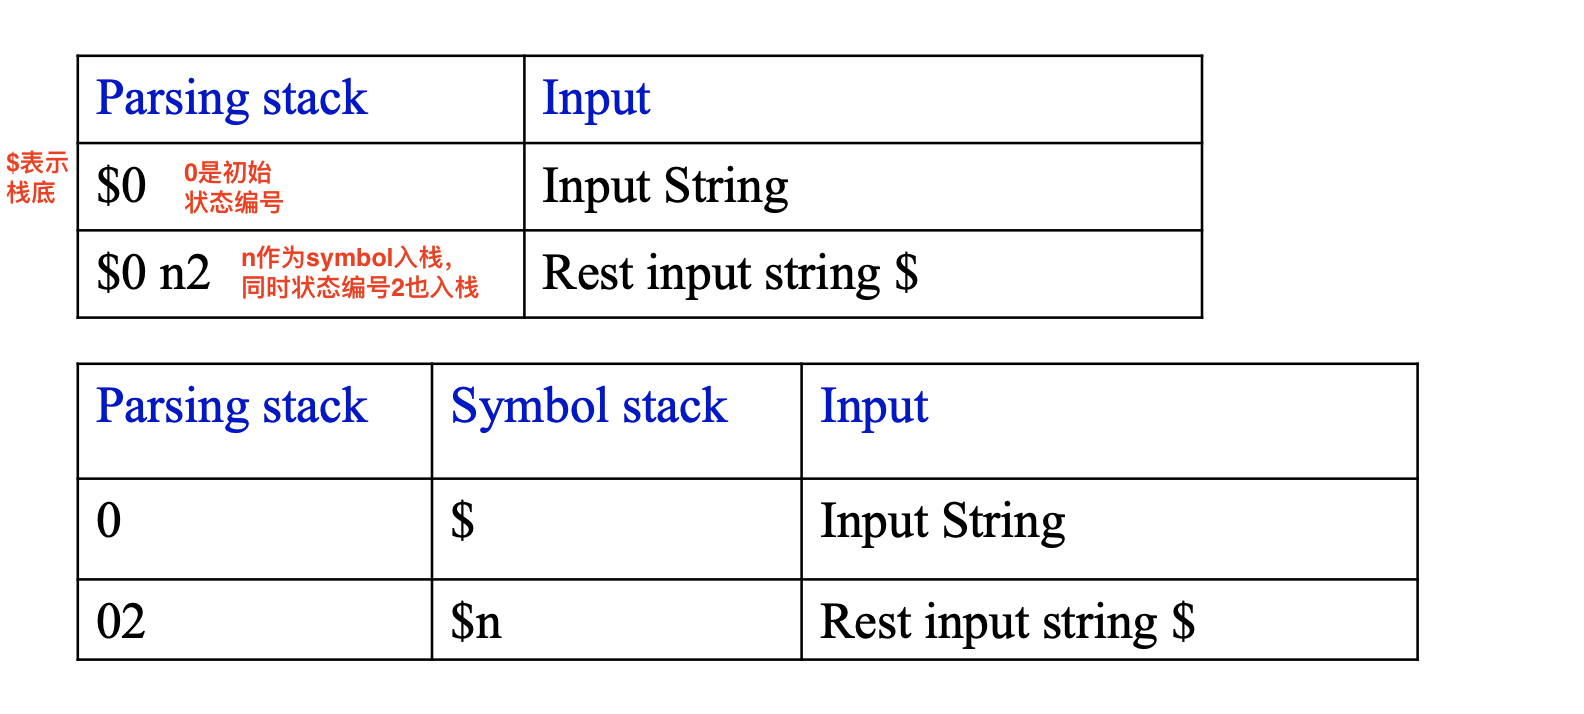 Parsing stack
Input
$表示
栈底
$0
0是初始
状态编号
Input String
$0 n2
n作为symbol入栈，
同时状态编号2也入栈
Rest input string $
Parsing stack
Symbol stack
Input
0
$
Input String
02
$n
Rest input string $